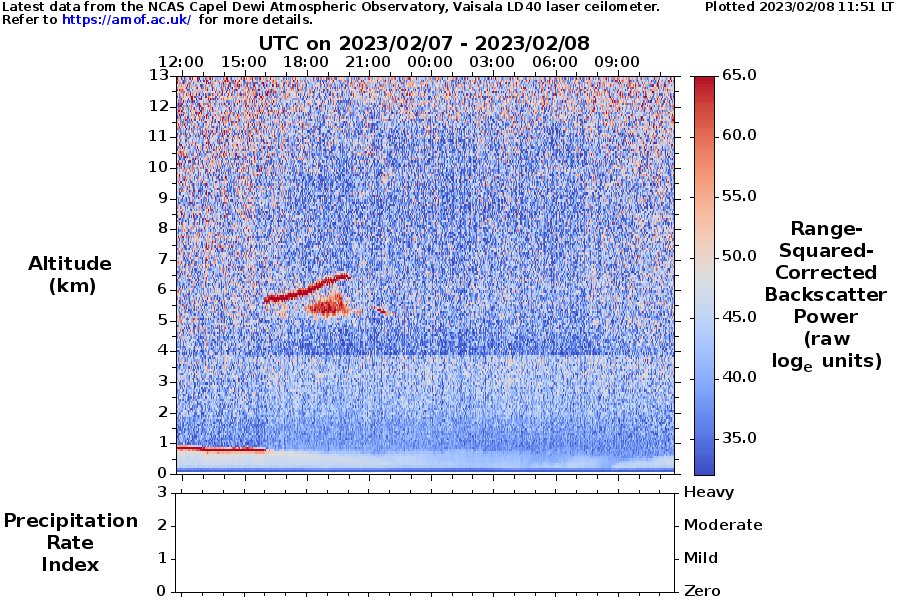 Latest data from the NCAS Capel Dewi Atmospheric Observatory, Vaisala LD40 laser ceilometer. Plotted 2023/02/08 11:51 LT
Refer to https://amof.ac.uk/ for more details.
UTC on 2023/02/07 - 2023/02/08
12:00 15:00 18:00 21:00 00:00 03:00 06:00 09:00
13
12
11
10
9
8
7
6
5
4
3
2
1
0
Altitude
(km)
65.0
60.0
55.0
50.0
45.0
40.0
35.0
Range-
Squared-
Corrected
Backscatter
Power
(raw
loge units)
3
2
1
0
Precipitation
Rate
Index
Heavy
Moderate
Mild
Zero